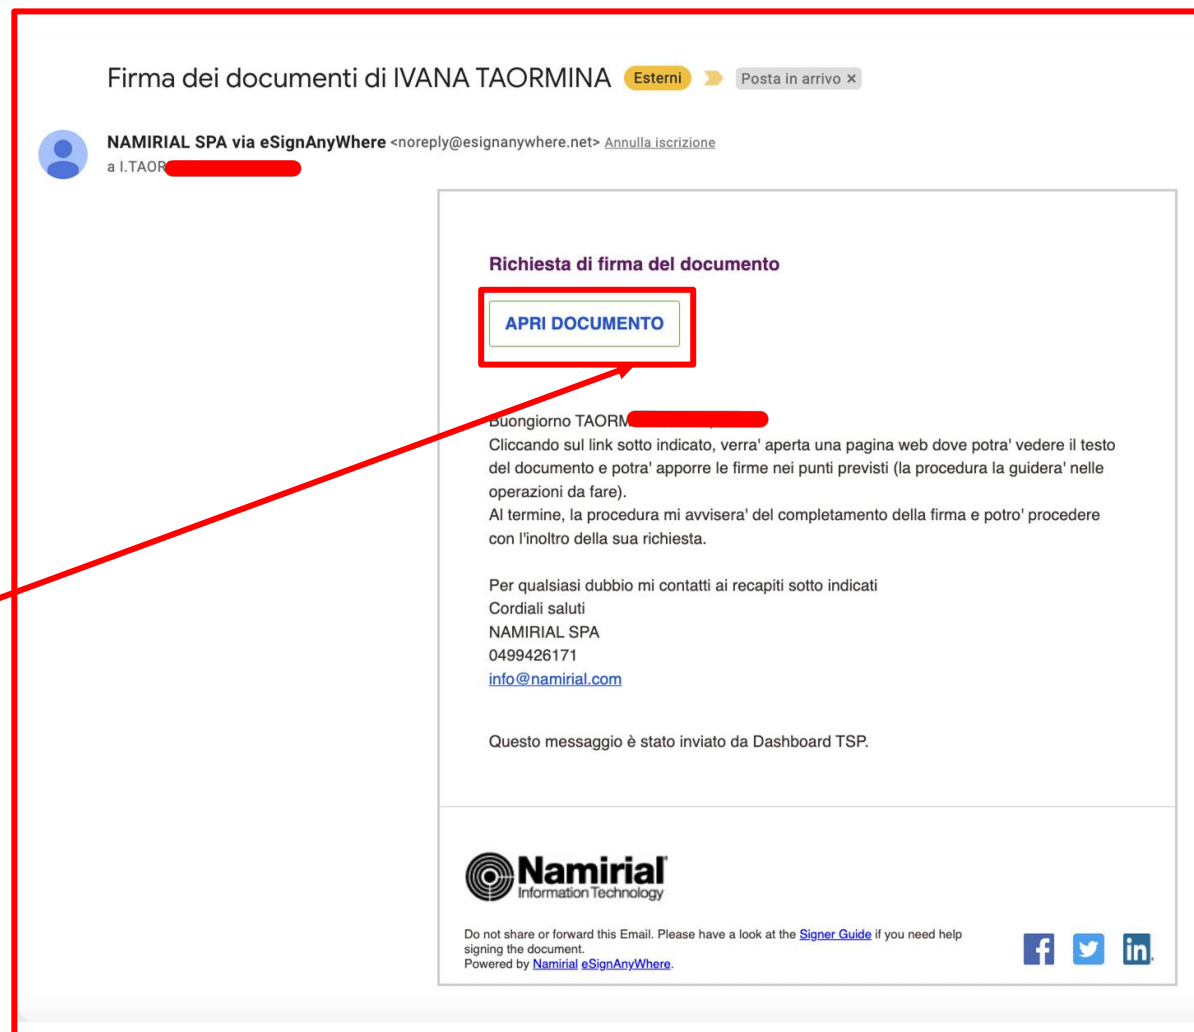 Firma dei documenti di IVANA TAORMINA Esterni Posta in arrivo ×
NAMIRIAL SPA via eSignAnyWhere <noreply@esignanywhere.net> Annulla iscrizione
a I.TAOR
Richiesta di firma del documento
APRI DOCUMENTO
Buongiorno TAORM
Cliccando sul link sotto indicato, verra' aperta una pagina web dove potra' vedere il testo
del documento e potra' apporre le firme nei punti previsti (la procedura la guidera' nelle
operazioni da fare).
Al termine, la procedura mi avvisera' del completamento della firma e potro' procedere
con l'inoltro della sua richiesta.
Per qualsiasi dubbio mi contatti ai recapiti sotto indicati
Cordiali saluti
NAMIRIAL SPA
0499426171
info@namirial.com
Questo messaggio è stato inviato da Dashboard TSP.
Namirial®
Information Technology
Do not share or forward this Email. Please have a look at the Signer Guide if you need help
signing the document.
Powered by Namirial eSignAnyWhere.
f in